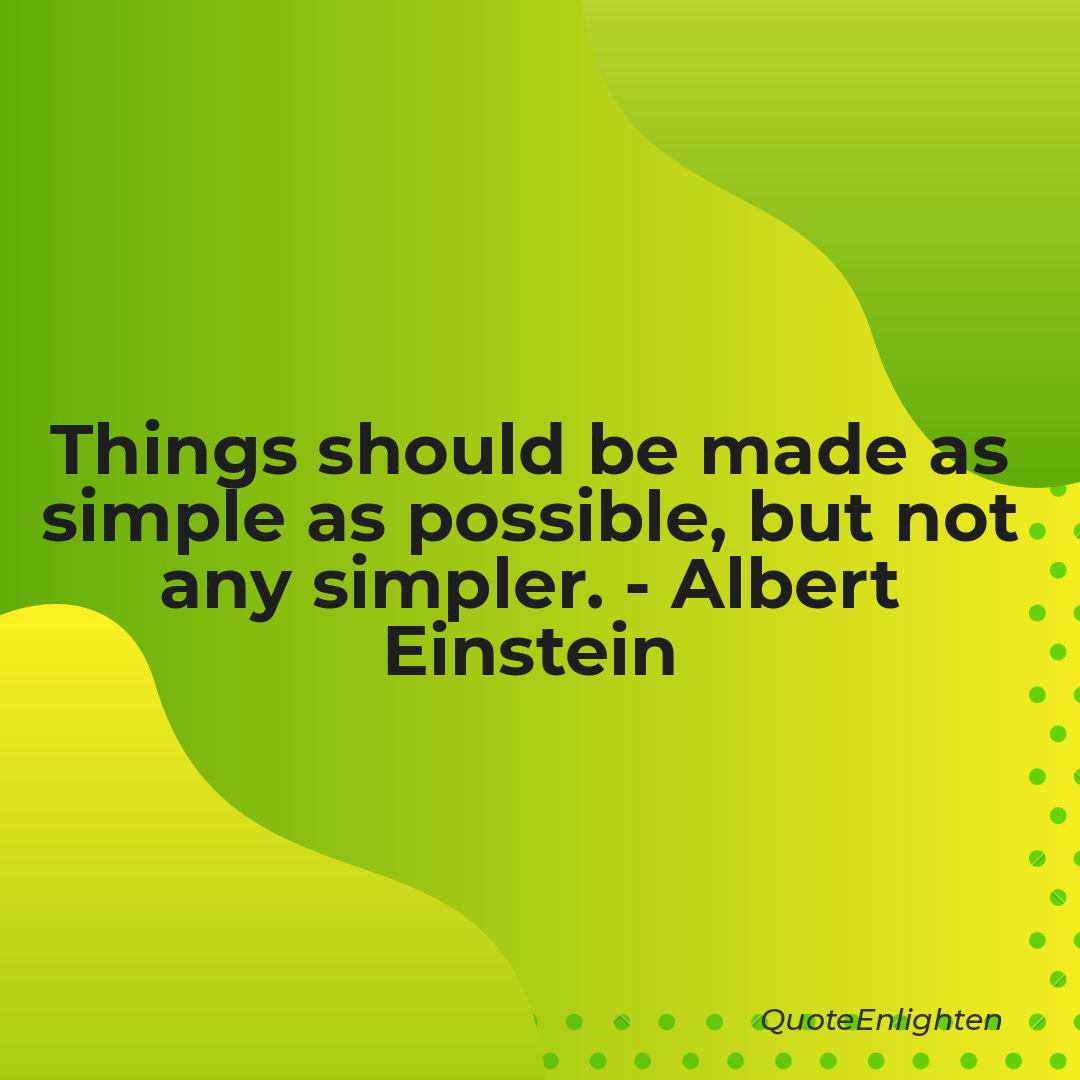 Things should be made as
simple as possible, but not
any simpler. - Albert
Einstein
QuoteEnlighten